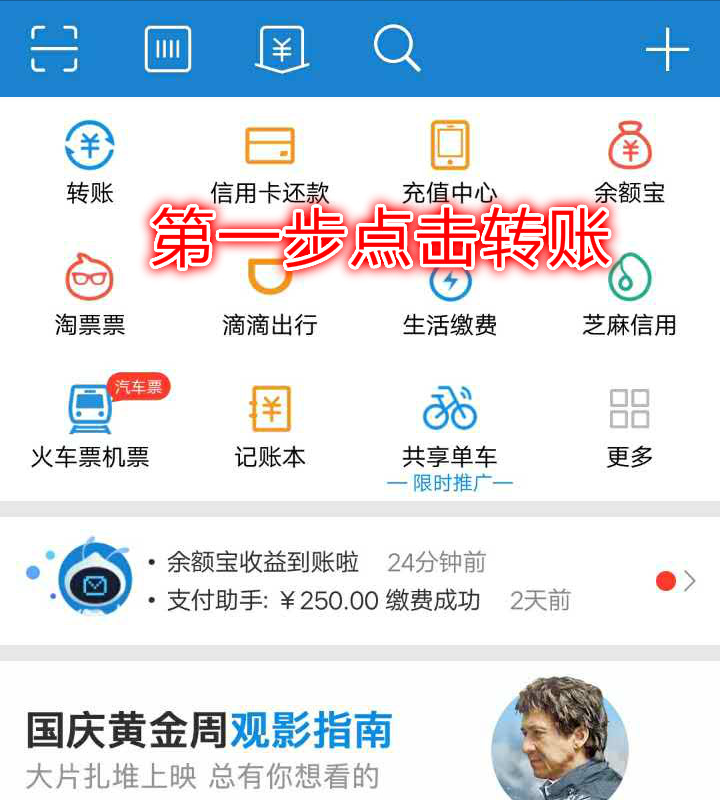 转账 信用卡还款 充值中心 余额宝
第一步点击转账
淘票票 滴滴出行 生活缴费 芝麻信用
汽车票
火车票机票 记账本 共享单车 更多
限时推广
• 余额宝收益到账啦 24分钟前
• 支付助手: ￥250.00 缴费成功 2天前
国庆黄金周观影指南
大片扎堆上映 总有你想看的